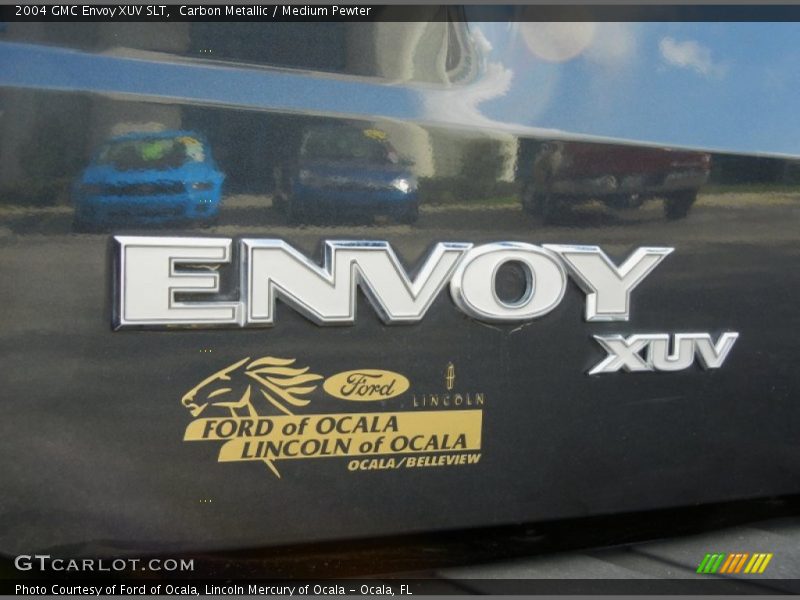 2004 GMC Envoy XUV SLT, Carbon Metallic / Medium Pewter
ENVOY
XUV
Ford
LINCOLN
FORD of OCALA
LINCOLN of OCALA
OCALA/BELLEVIEW
GTCARLOT.COM
Photo Courtesy of Ford of Ocala, Lincoln Mercury of Ocala - Ocala, FL